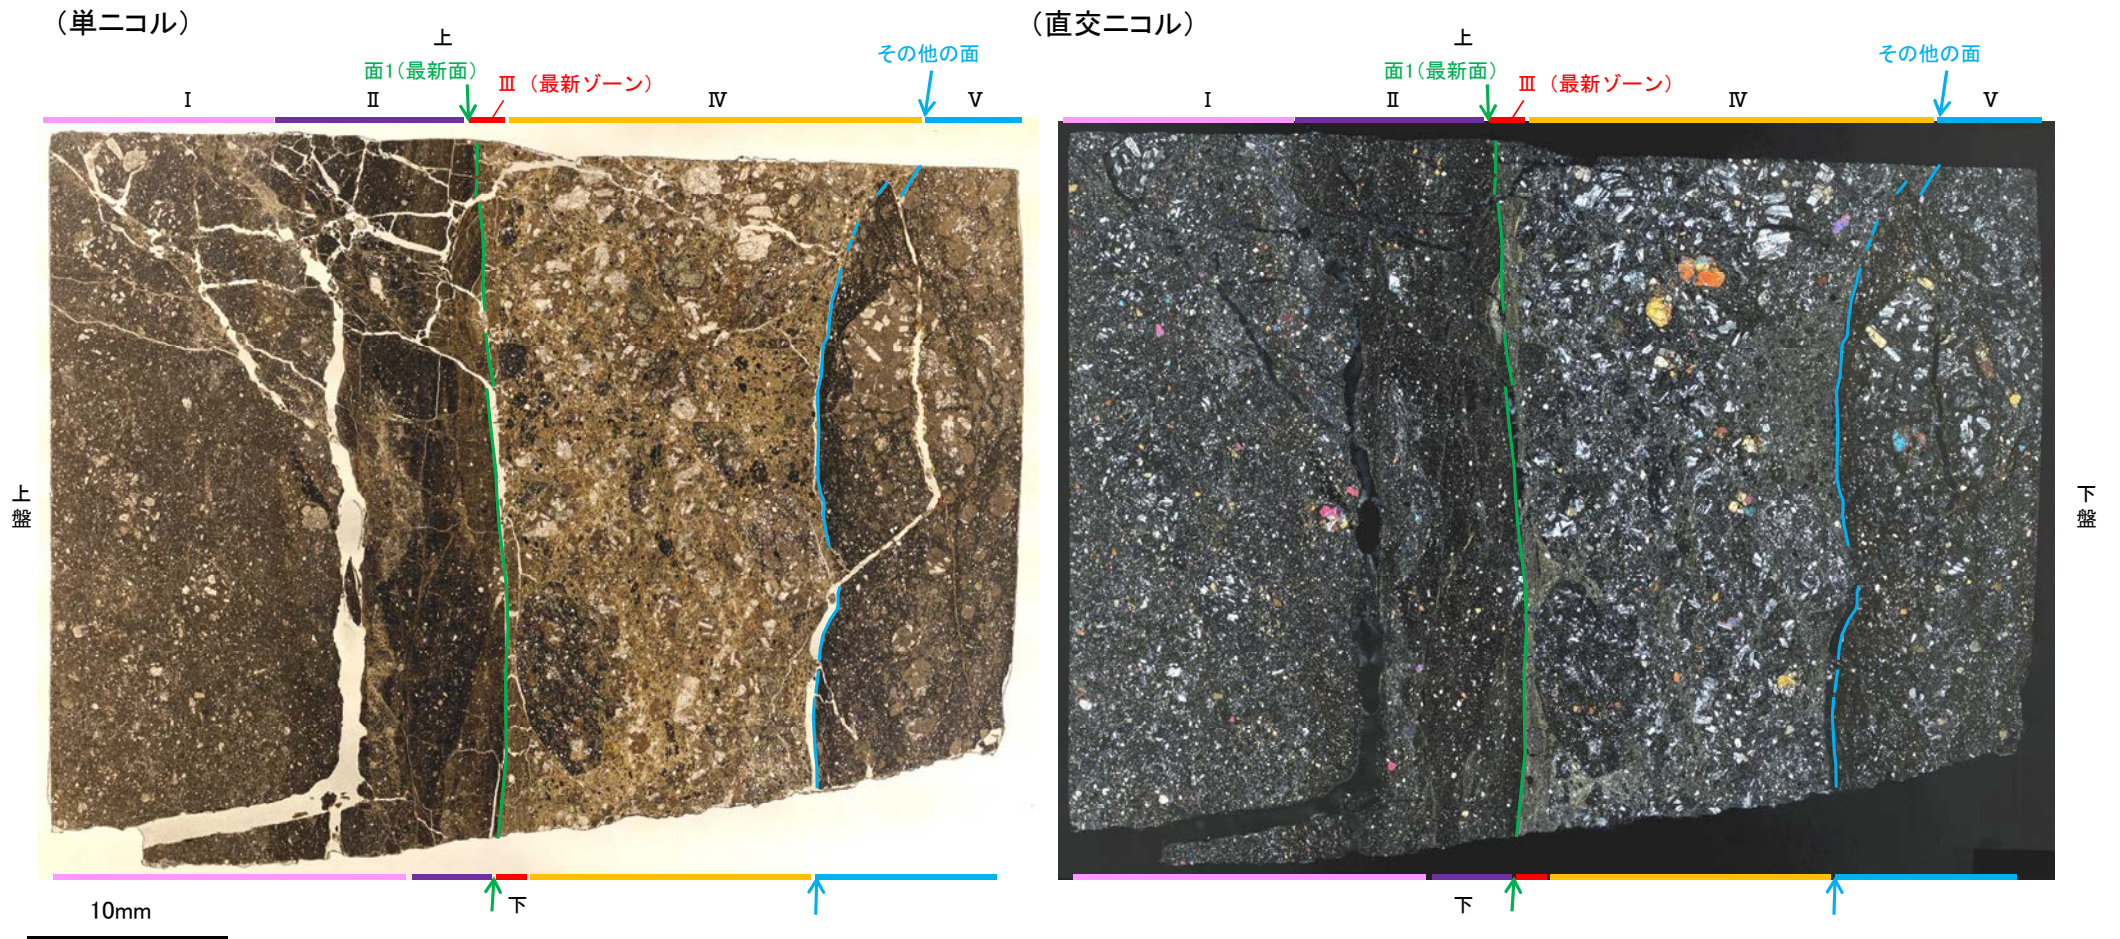 （単ニコル）
上
面1（最新面）
Ⅲ（最新ゾーン）
その他の面
Ⅰ
Ⅱ
Ⅳ
Ⅴ
上盤
下
10mm
（直交ニコル）
上
面1（最新面）
Ⅲ（最新ゾーン）
その他の面
Ⅰ
Ⅱ
Ⅳ
Ⅴ
下盤
下